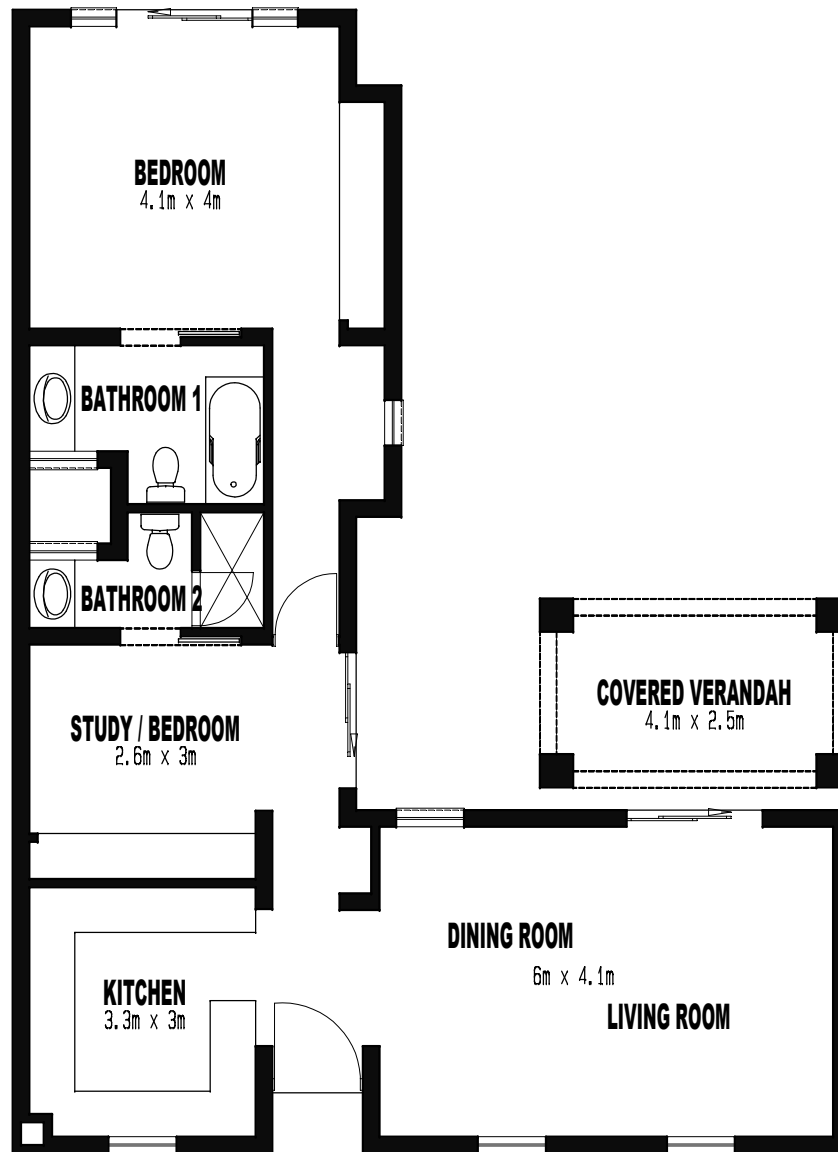 BEDROOM
4.1m x 4m
BATHROOM 1
BATHROOM 2
COVERED VERANDAH
4.1m x 2.5m
STUDY / BEDROOM
2.6m x 3m
DINING ROOM
6m x 4.1m
KITCHEN
3.3m x 3m
LIVING ROOM